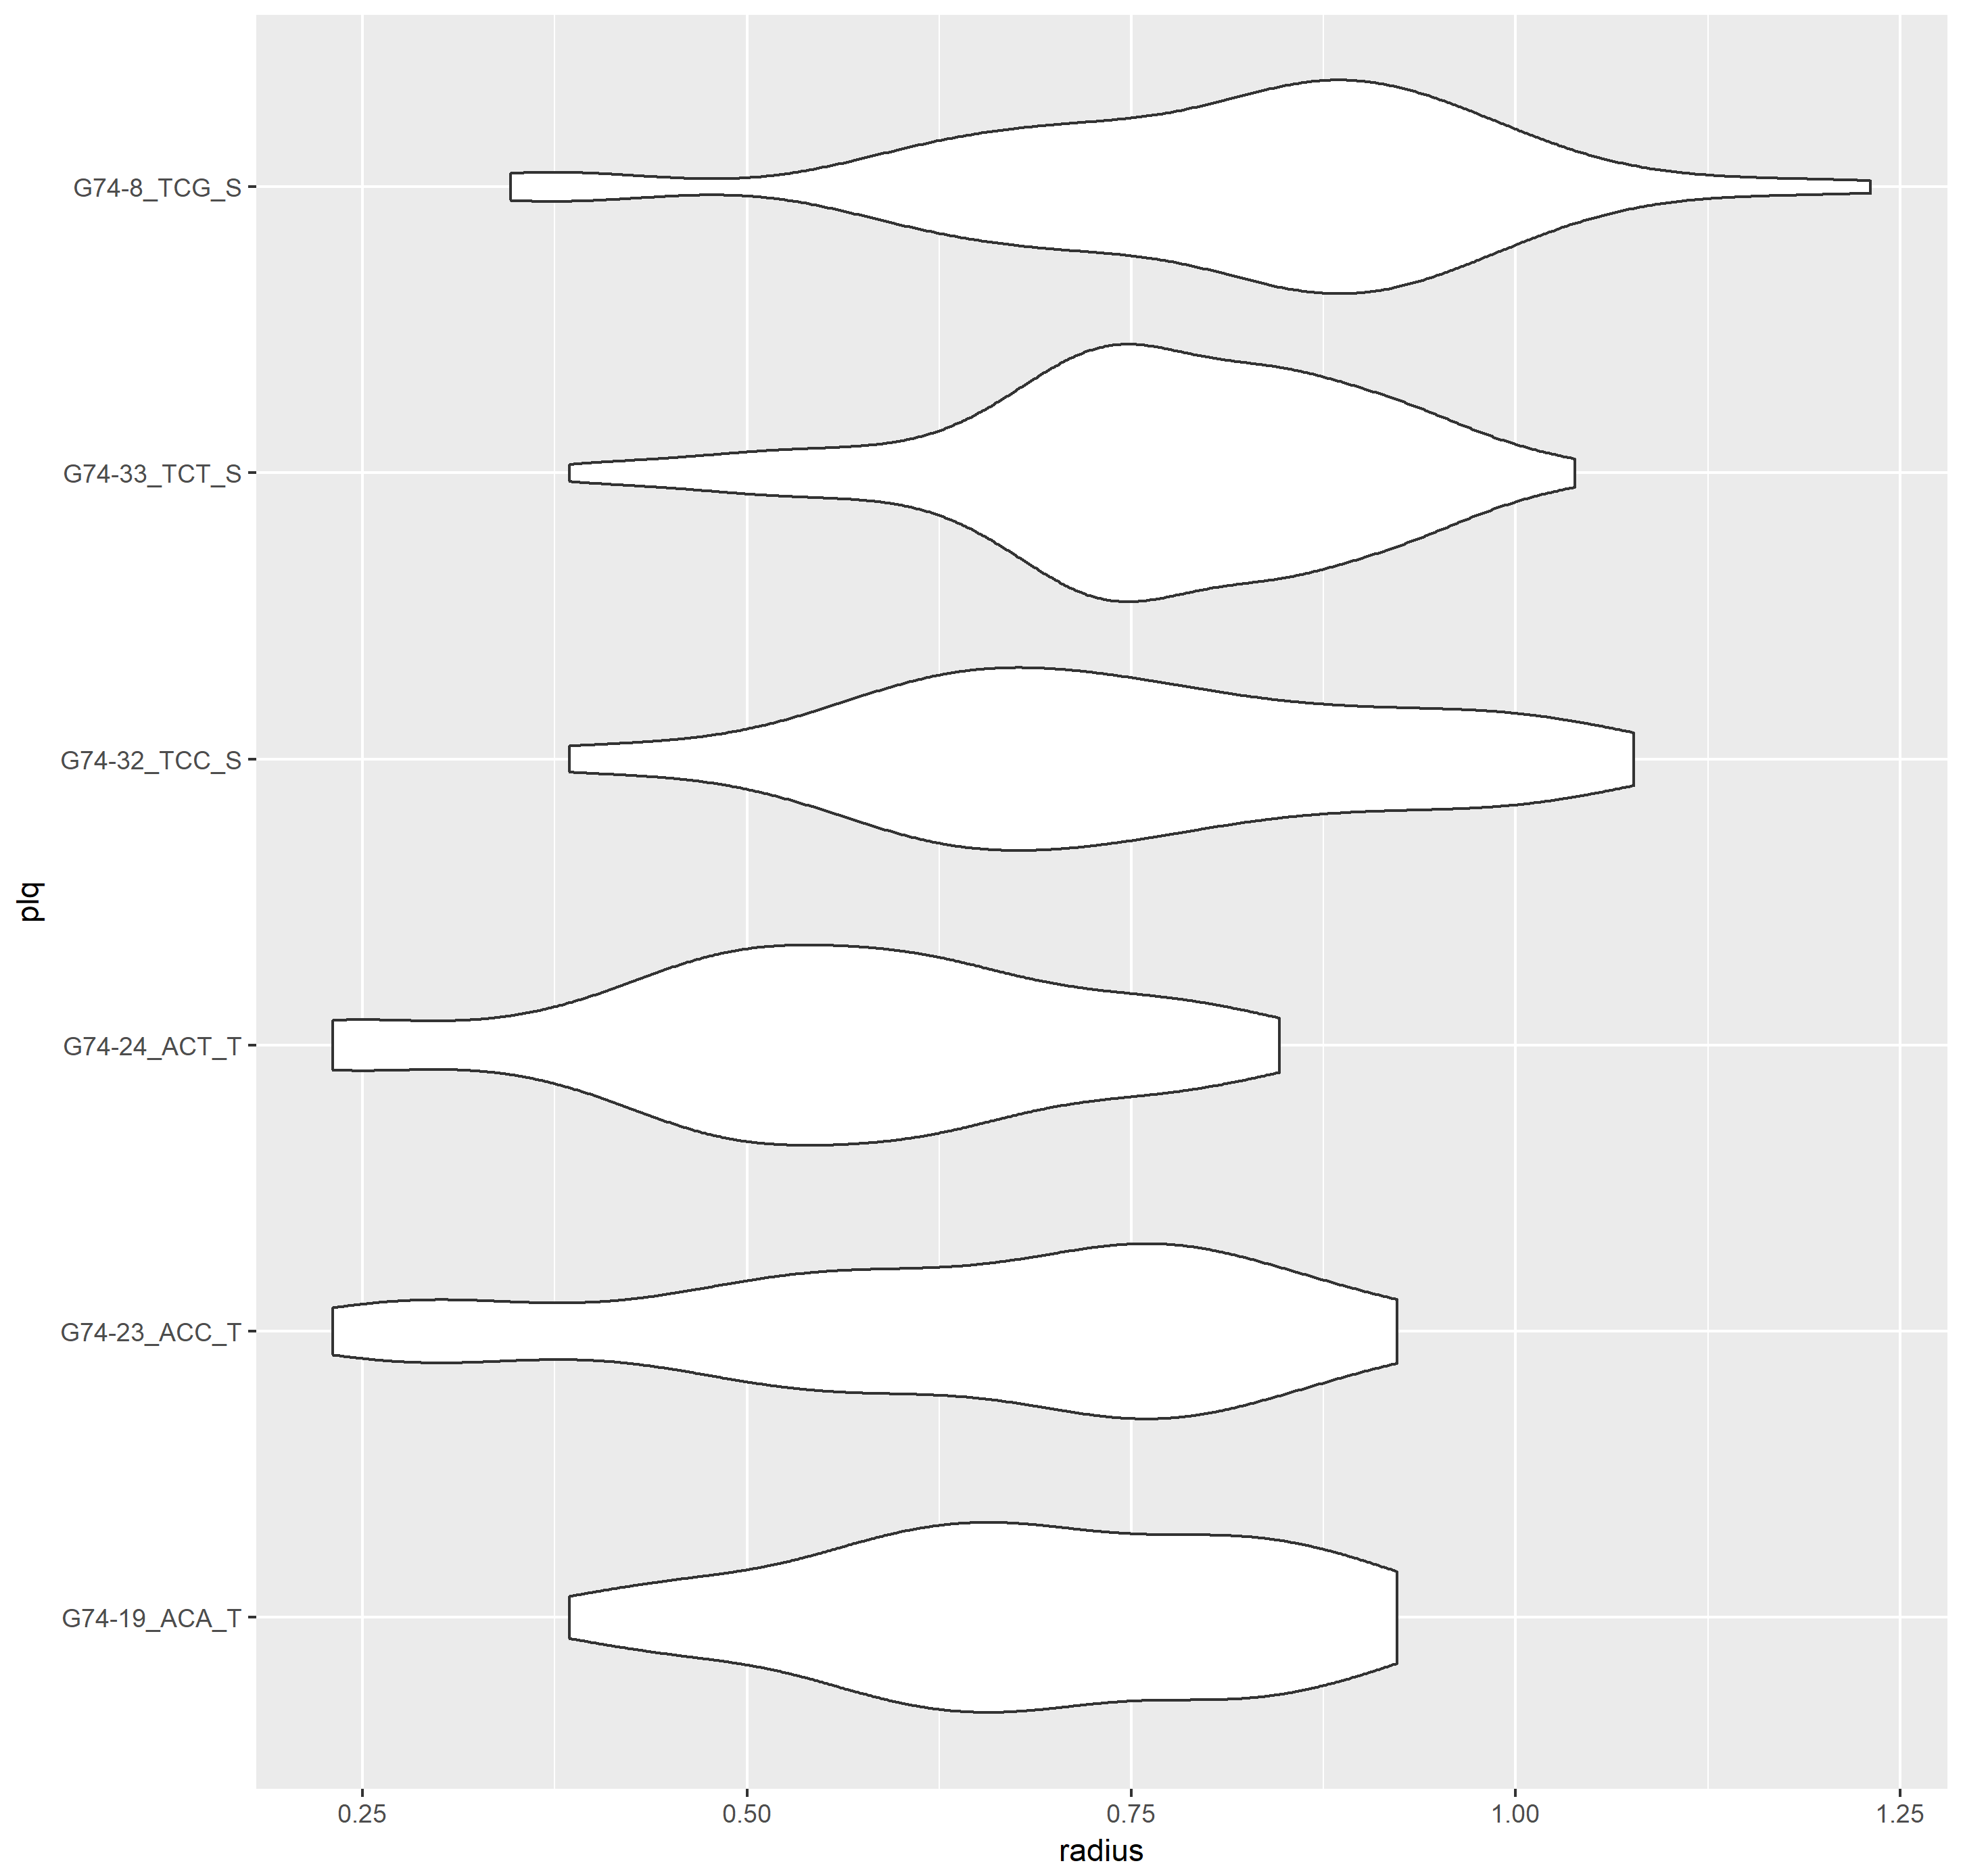 G74-8_TCG_S
G74-33_TCT_S
G74-32_TCC_S
plq
G74-24_ACT_T
G74-23_ACC_T
G74-19_ACA_T
0.25 0.50 0.75 1.00 1.25
radius